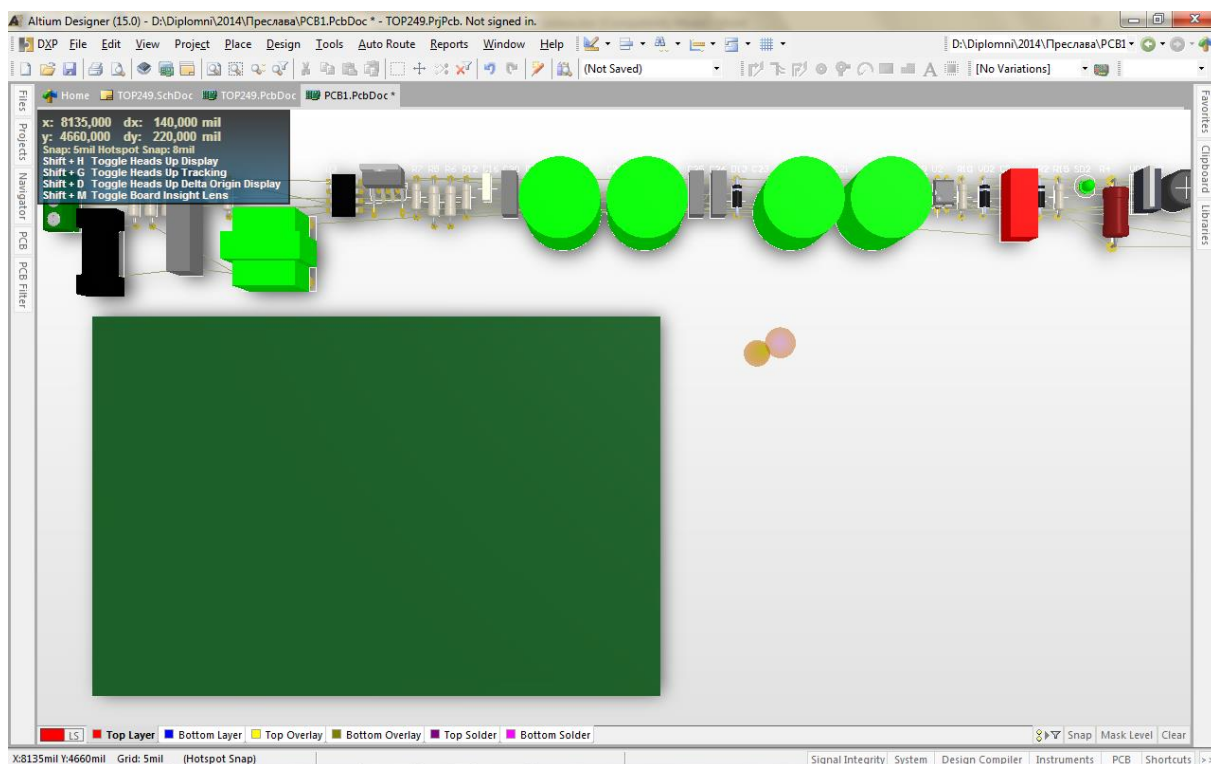 Altium Designer (15.0) - D:\Diplomni\2014\Преслава\PCB1.PcbDoc * - TOP249.PrjPcb. Not signed in.
DXP File Edit View Project Place Design Tools Auto Route Reports Window Help D:\Diplomni\2014\Преслава\PCB1
(Not Saved) [No Variations]
Home TOP249.SchDoc TOP249.PcbDoc PCB1.PcbDoc *
Files
Projects
Navigator
PCB
PCB Filter
x: 8135,000 dx: 140,000 mil
y: 4660,000 dy: 220,000 mil
Snap: 5mil Hotspot Snap: 8mil
Shift + H Toggle Heads Up Display
Shift + G Toggle Heads Up Tracking
Shift + D Toggle Heads Up Delta Origin Display
Shift + M Toggle Board Insight Lens
Favorites
Clipboard
Libraries
LS Top Layer Bottom Layer Top Overlay Bottom Overlay Top Solder Bottom Solder Snap Mask Level Clear
X:8135mil Y:4660mil Grid: 5mil (Hotspot Snap) Signal Integrity System Design Compiler Instruments PCB Shortcuts >>